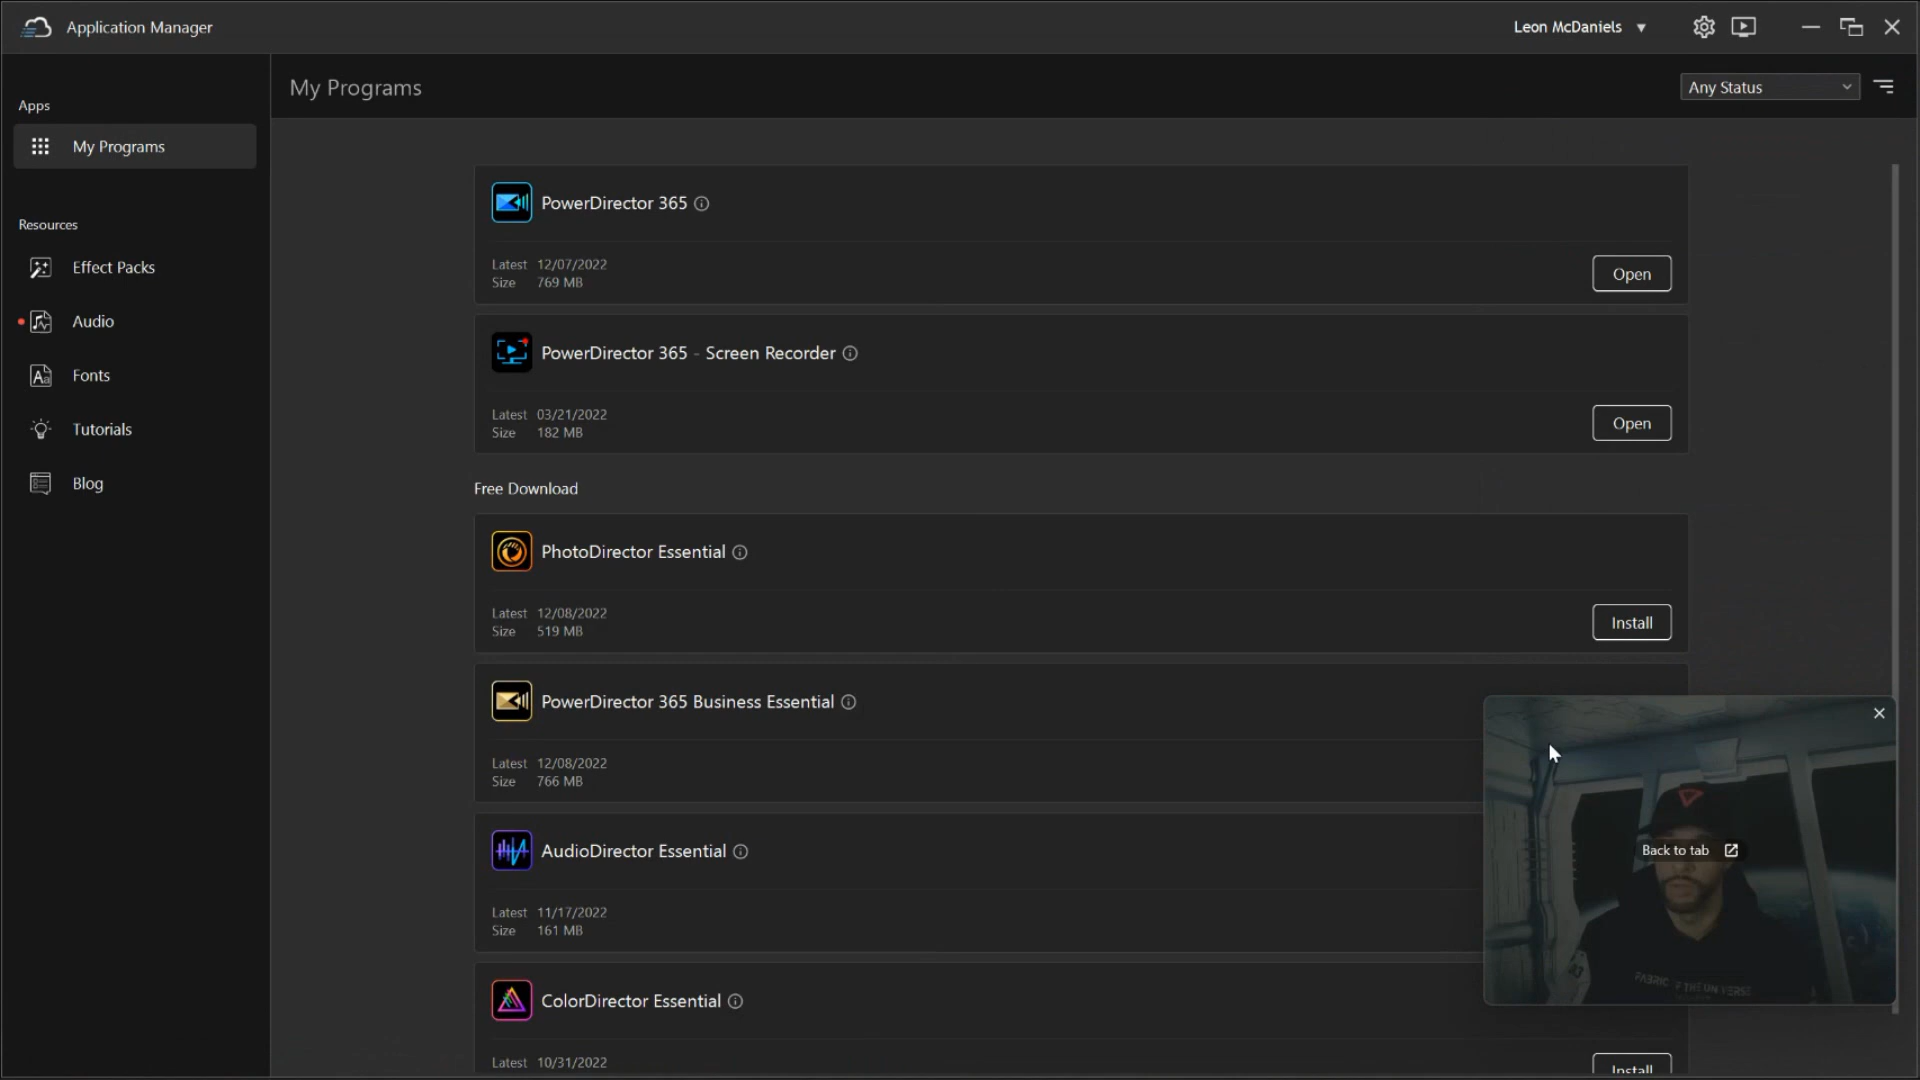 Application Manager
Leon McDaniels
Apps
My Programs
Resources
Effect Packs
Audio
Fonts
Tutorials
Blog
My Programs
Any Status
PowerDirector 365
Latest 12/07/2022
Size 769 MB
Open
PowerDirector 365 - Screen Recorder
Latest 03/21/2022
Size 182 MB
Open
Free Download
PhotoDirector Essential
Latest 12/08/2022
Size 519 MB
Install
PowerDirector 365 Business Essential
Latest 12/08/2022
Size 766 MB
AudioDirector Essential
Latest 11/17/2022
Size 161 MB
ColorDirector Essential
Latest 10/31/2022
Install
Back to tab
FABRIC F THE UN VERSE